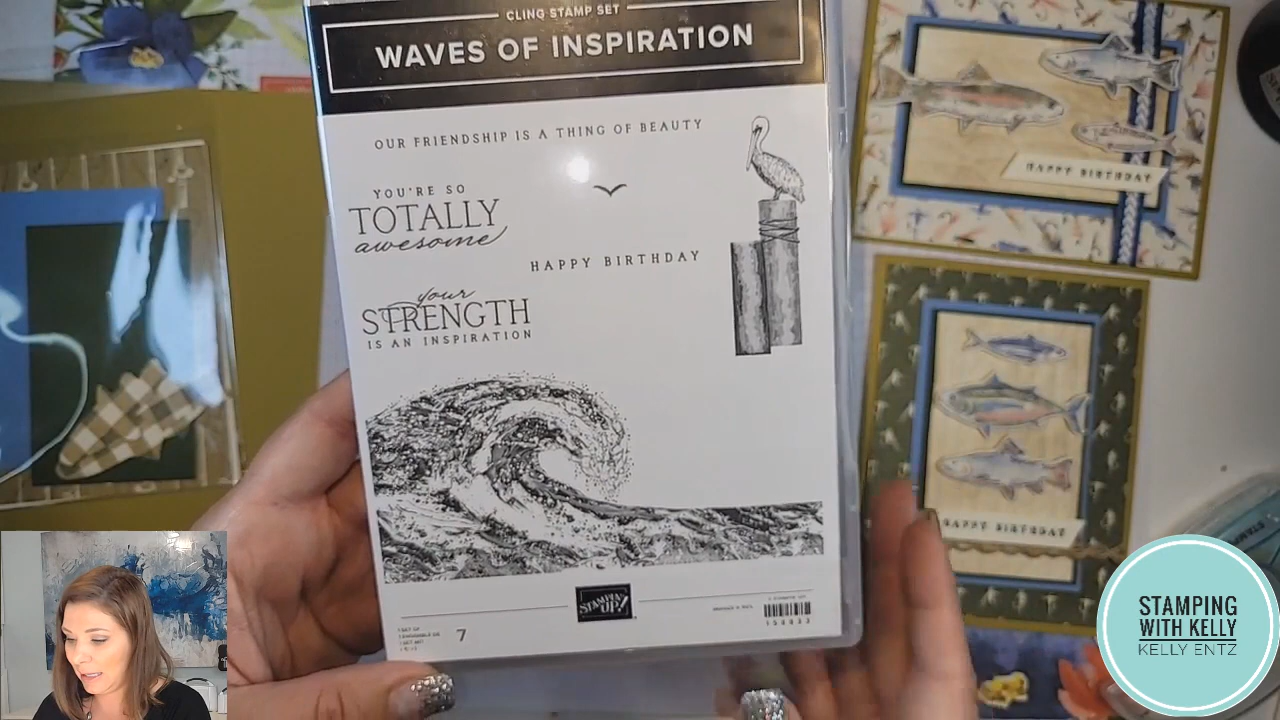 CLING STAMP SET
WAVES OF INSPIRATION
OUR FRIENDSHIP IS A THING OF BEAUTY
YOU'RE SO
TOTALLY
awesome
HAPPY BIRTHDAY
your
STRENGTH
IS AN INSPIRATION
STAMPIN' UP!
7
HAPPY BIRTHDAY
HAPPY BIRTHDAY
STAMPING
WITH KELLY
KELLY ENTZ